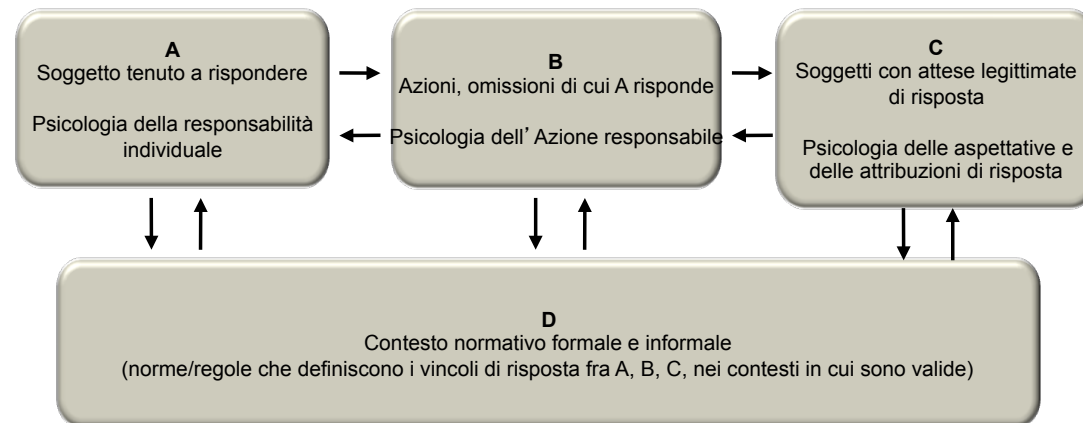 A
Soggetto tenuto a rispondere
Psicologia della responsabilità
individuale
B
Azioni, omissioni di cui A risponde
Psicologia dell’Azione responsabile
C
Soggetti con attese legittimate
di risposta
Psicologia delle aspettative e
delle attribuzioni di risposta
D
Contesto normativo formale e informale
(norme/regole che definiscono i vincoli di risposta fra A, B, C, nei contesti in cui sono valide)